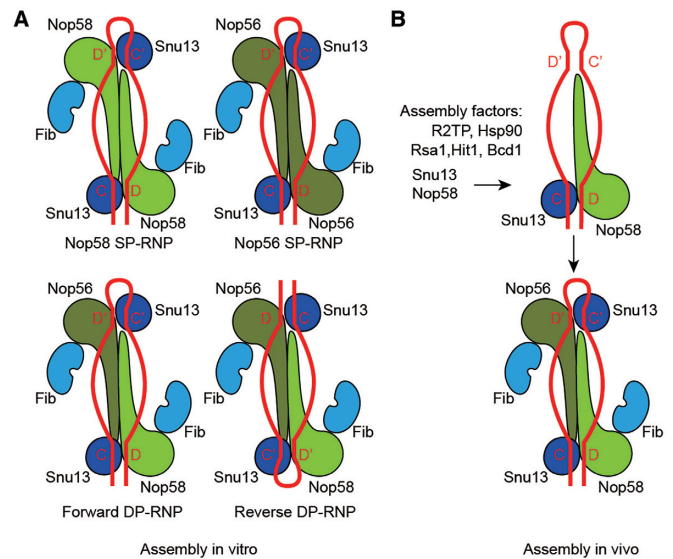 A
Nop58
Snu13
D'
C'
Fib
Fib
C
D
Snu13
Nop58
Nop58 SP-RNP
Nop56
Snu13
D'
C'
Fib
Fib
C
D
Snu13
Nop56
Nop56 SP-RNP
Nop56
Snu13
D'
C'
Fib
Fib
C
D
Snu13
Nop58
Forward DP-RNP
Snu13
D'
C'
Fib
C'
D'
Snu13
Nop58
Reverse DP-RNP
Assembly in vitro
B
D'
C'
Assembly factors:
R2TP, Hsp90
Rsa1,Hit1, Bcd1
Snu13
Nop58
C
D
Snu13
Nop58
Nop56
Snu13
D'
C'
Fib
Fib
C
D
Snu13
Nop58
Assembly in vivo